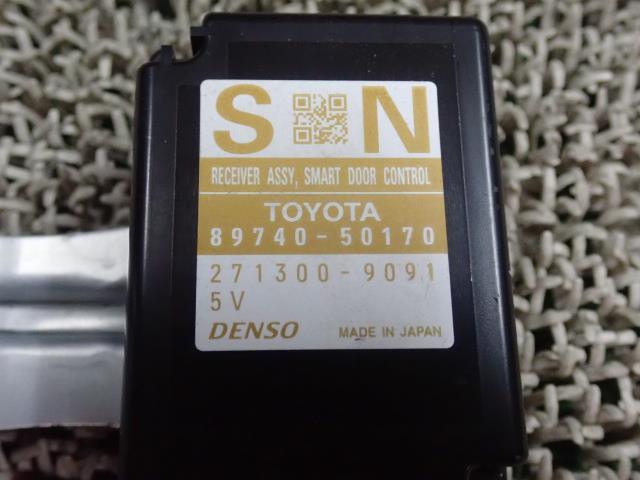 S N
RECEIVER ASSY, SMART DOOR CONTROL
TOYOTA
89740-50170
271300-9091
5V
DENSO MADE IN JAPAN